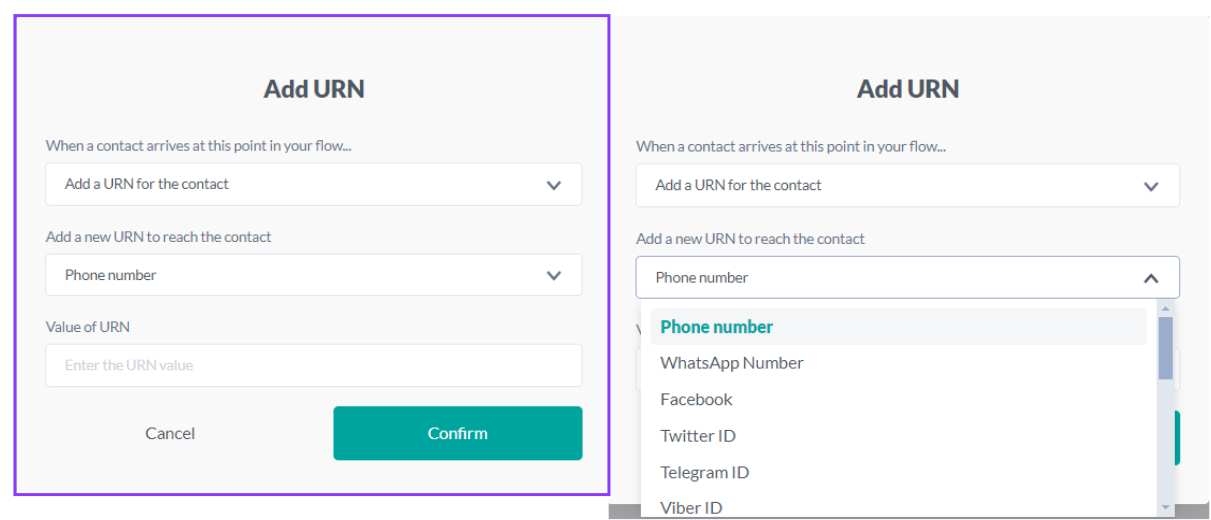 Add URN
When a contact arrives at this point in your flow...
Add a URN for the contact
Add a new URN to reach the contact
Phone number
Value of URN
Enter the URN value
Cancel
Confirm
Add URN
When a contact arrives at this point in your flow...
Add a URN for the contact
Add a new URN to reach the contact
Phone number
Phone number
WhatsApp Number
Facebook
Twitter ID
Telegram ID
Viber ID